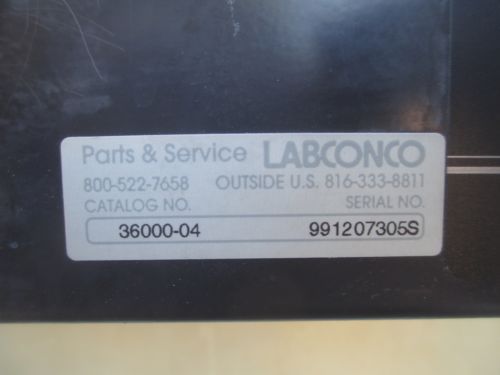 Parts & Service LABCONCO
800-522-7658 OUTSIDE U.S. 816-333-8811
CATALOG NO. SERIAL NO.
36000-04 991207305S